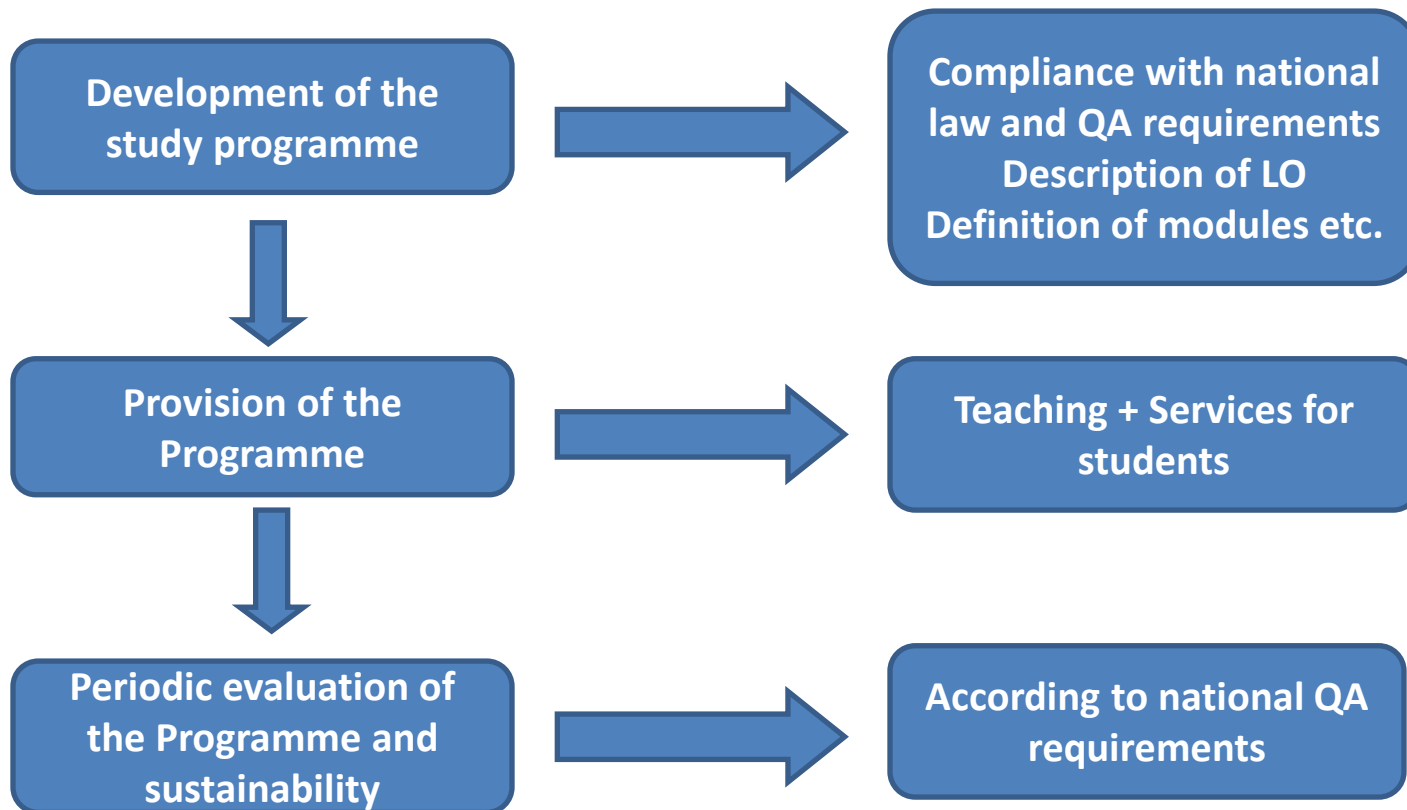 Development of the
study programme
Compliance with national
law and QA requirements
Description of LO
Definition of modules etc.
Provision of the
Programme
Teaching + Services for
students
Periodic evaluation of
the Programme and
sustainability
According to national QA
requirements